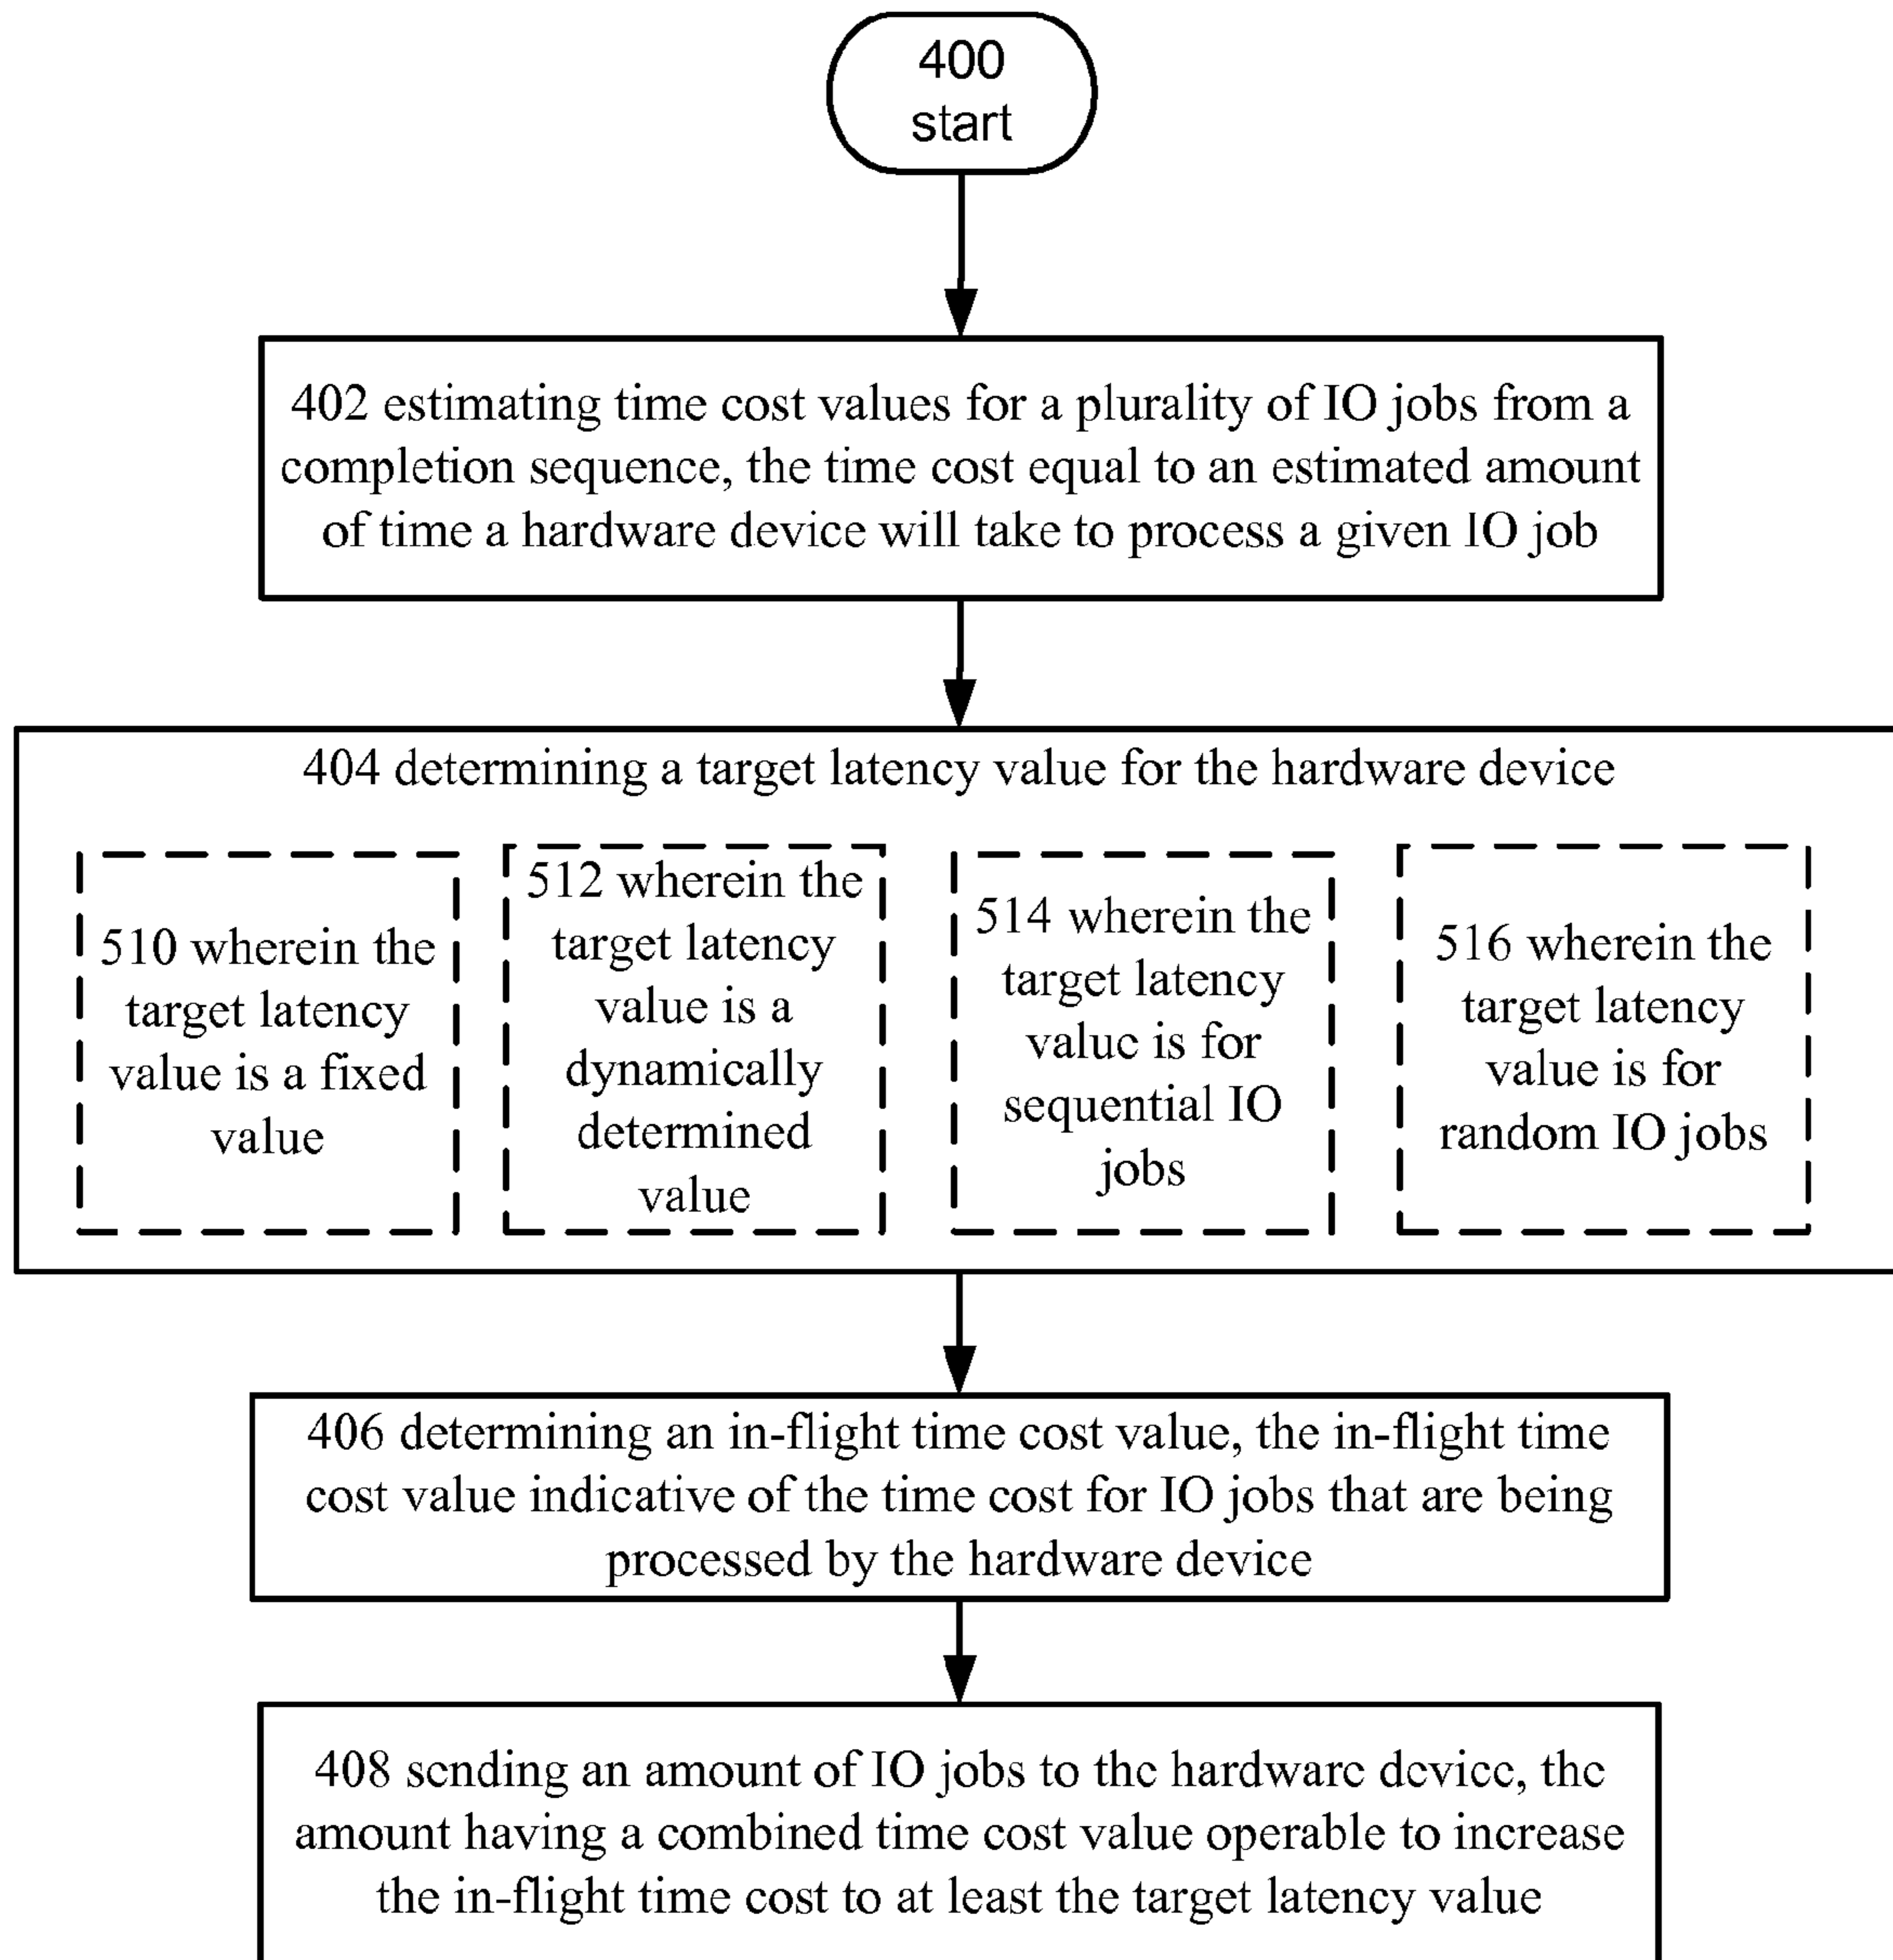 400
start
402 estimating time cost values for a plurality of IO jobs from a
completion sequence, the time cost equal to an estimated amount
of time a hardware device will take to process a given IO job
404 determining a target latency value for the hardware device
510 wherein the
target latency
value is a fixed
value
512 wherein the
target latency
value is a
dynamically
determined
value
514 wherein the
target latency
value is for
sequential IO
jobs
516 wherein the
target latency
value is for
random IO jobs
406 determining an in-flight time cost value, the in-flight time
cost value indicative of the time cost for IO jobs that are being
processed by the hardware device
408 sending an amount of IO jobs to the hardware device, the
amount having a combined time cost value operable to increase
the in-flight time cost to at least the target latency value